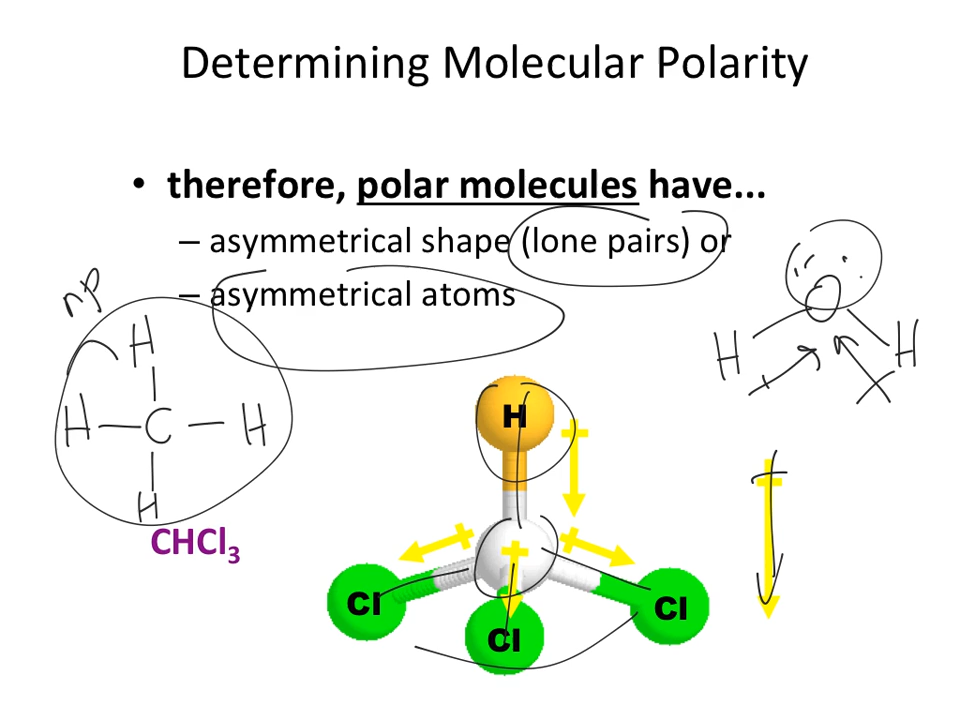 Determining Molecular Polarity
• therefore, polar molecules have...
– asymmetrical shape (lone pairs) or
– asymmetrical atoms
np
H
H–C–H
H
CHCl₃
O
H H
H
Cl Cl Cl